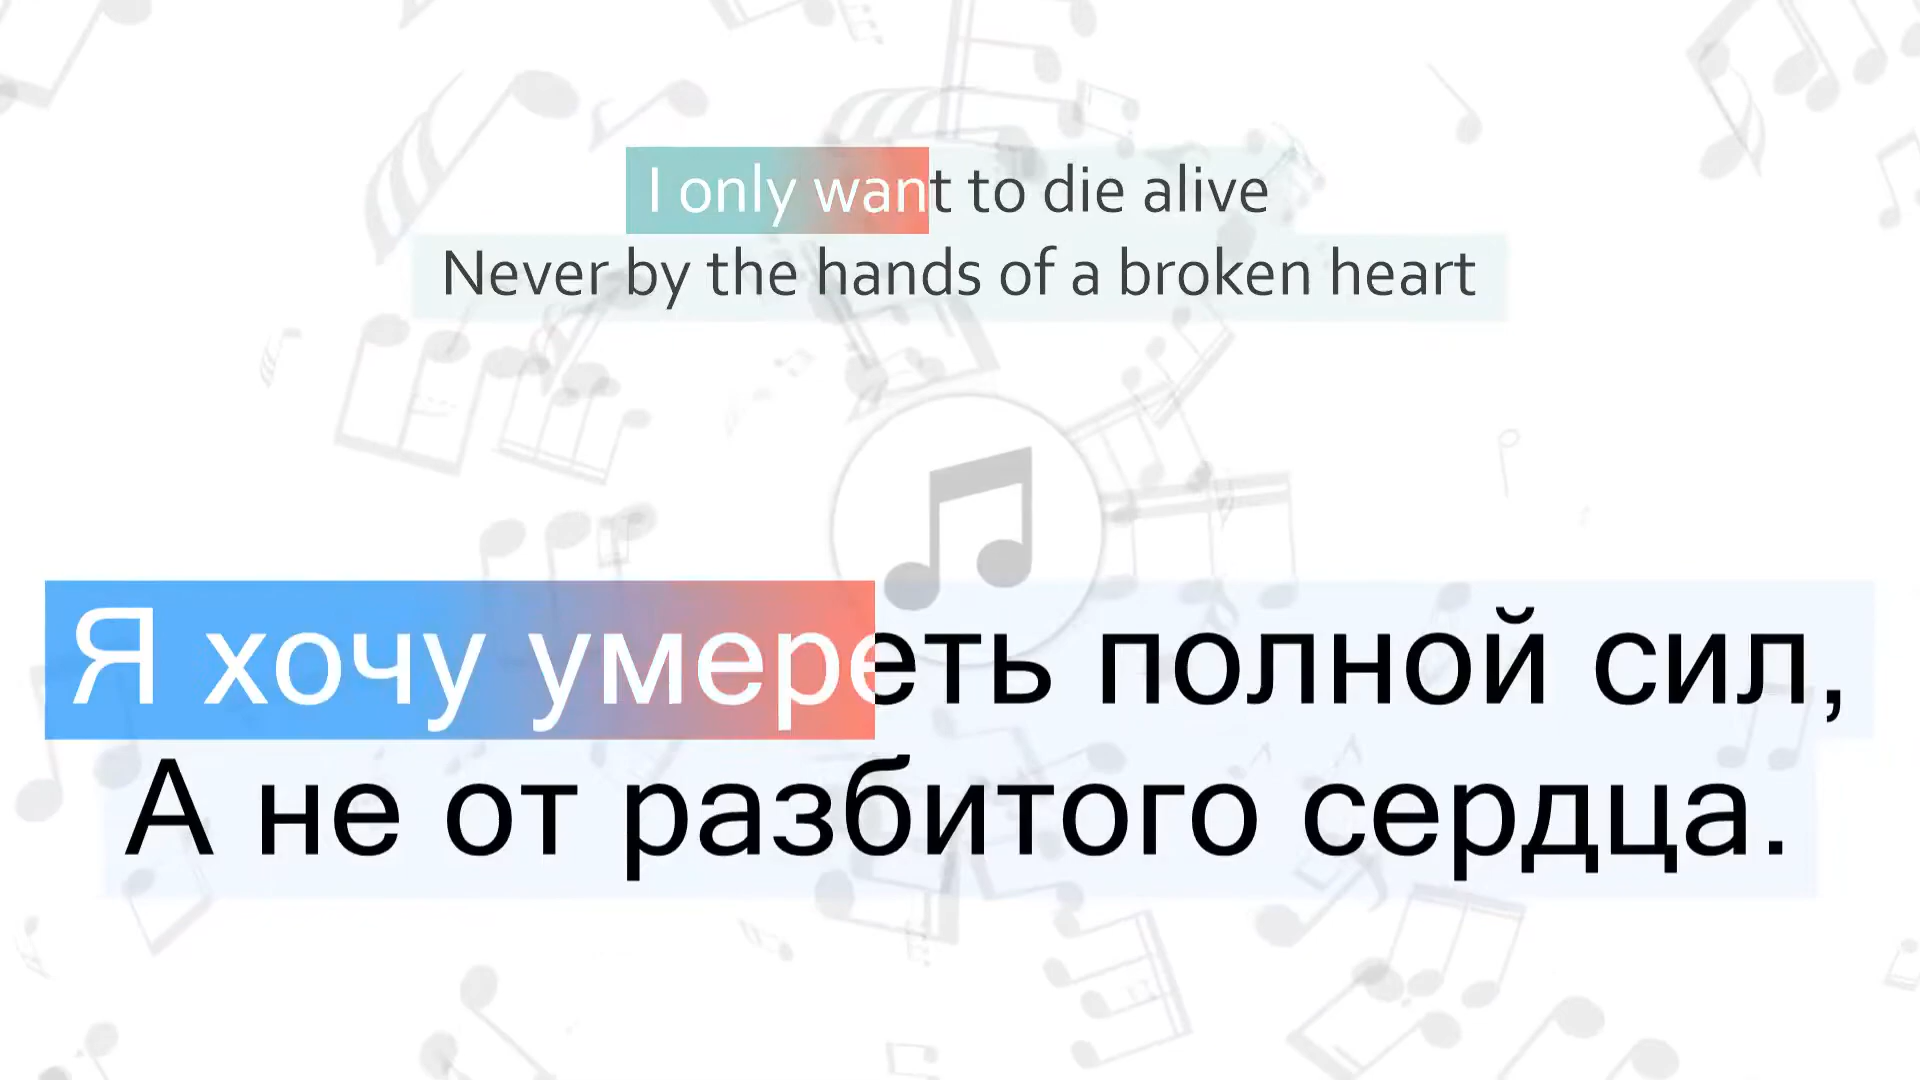 I only want to die alive
Never by the hands of a broken heart
Я хочу умереть полной сил,
А не от разбитого сердца.